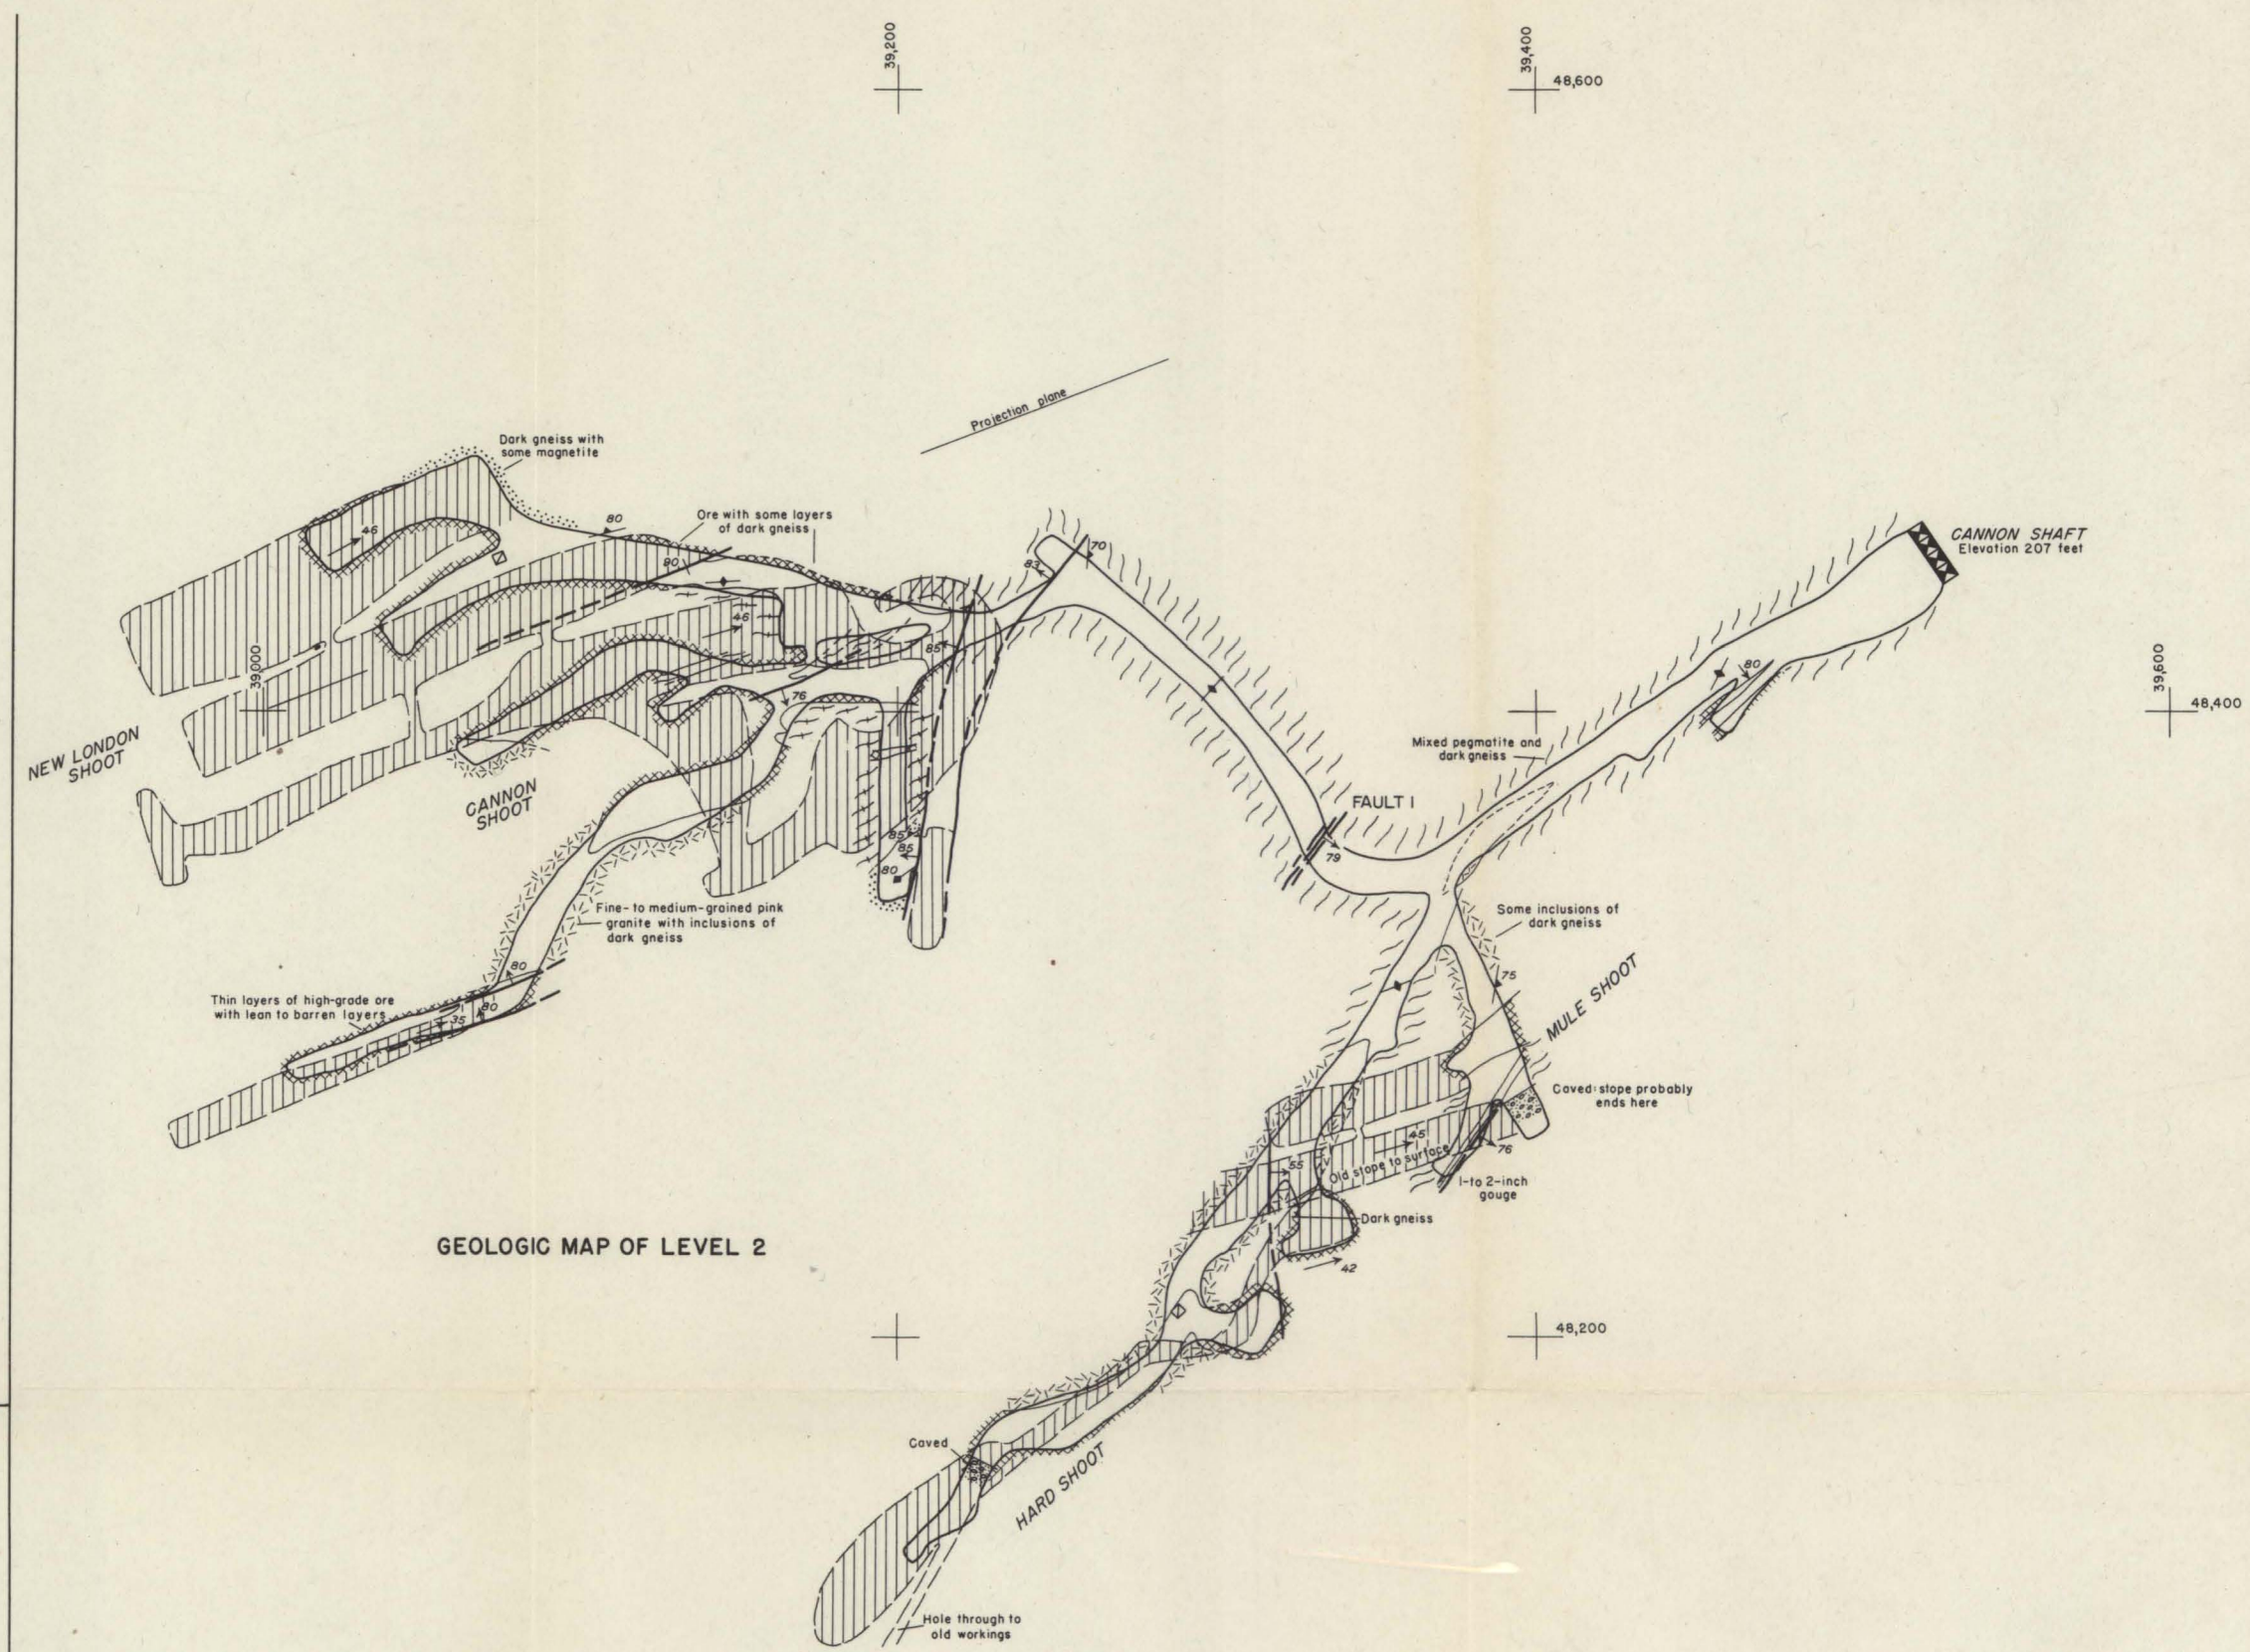 39,200
39,400
48,600
Projection plane
Dark gneiss with
some magnetite
46
80
Ore with some layers
of dark gneiss
90
70
83
CANNON SHAFT
Elevation 207 feet
46
85
39,000
76
80
39,600
48,400
NEW LONDON
SHOOT
CANNON
SHOOT
Mixed pegmatite and
dark gneiss
FAULT I
79
85
85
80
Fine- to medium-grained pink
granite with inclusions of
dark gneiss
Some inclusions of
dark gneiss
80
75
MULE SHOOT
Thin layers of high-grade ore
with lean to barren layers
35
80
Caved: stope probably
ends here
45
76
55
Old stope to surface
1-to 2-inch
gouge
Dark gneiss
42
GEOLOGIC MAP OF LEVEL 2
48,200
Caved
HARD SHOOT
Hole through to
old workings